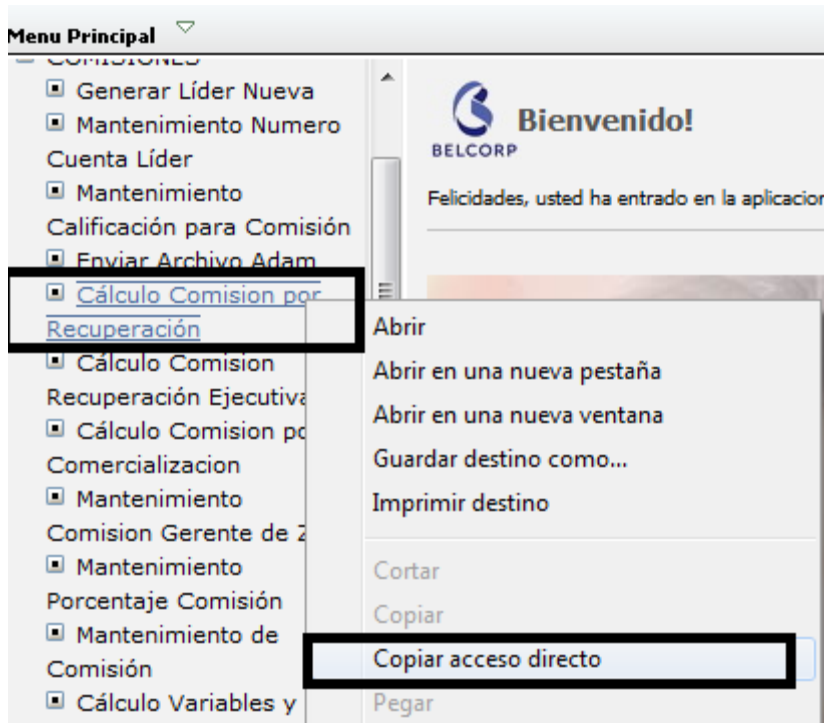 Menu Principal
COMISIONES
Generar Líder Nueva
Mantenimiento Numero
Cuenta Líder
Mantenimiento
Calificación para Comisión
Enviar Archivo Adam
Cálculo Comision por
Recuperación
Cálculo Comision
Recuperación Ejecutiva
Cálculo Comision po
Comercializacion
Mantenimiento
Comision Gerente de Z
Mantenimiento
Porcentaje Comisión
Mantenimiento de
Comisión
Cálculo Variables y
BELCORP
Bienvenido!
Felicidades, usted ha entrado en la aplicacion
Abrir
Abrir en una nueva pestaña
Abrir en una nueva ventana
Guardar destino como...
Imprimir destino
Cortar
Copiar
Copiar acceso directo
Pegar